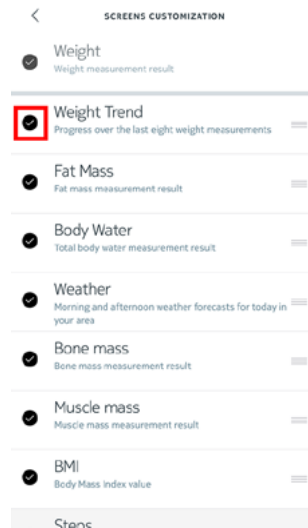 SCREENS CUSTOMIZATION
Weight
Weight measurement result
Weight Trend
Progress over the last eight weight measurements
Fat Mass
Fat mass measurement result
Body Water
Total body water measurement result
Weather
Morning and afternoon weather forecasts for today in
your area
Bone mass
Bone mass measurement result
Muscle mass
Muscle mass measurement result
BMI
Body Mass Index value
Steps